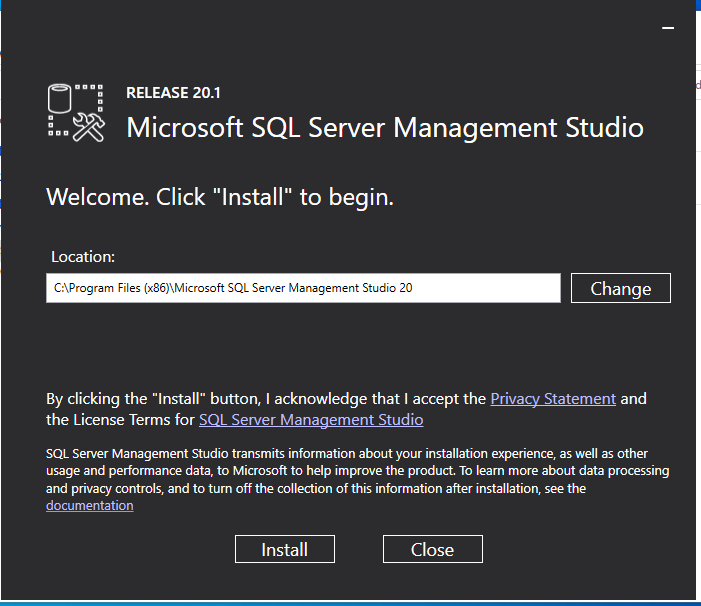 RELEASE 20.1
Microsoft SQL Server Management Studio
Welcome. Click "Install" to begin.
Location:
C:\Program Files (x86)\Microsoft SQL Server Management Studio 20
Change
By clicking the "Install" button, I acknowledge that I accept the Privacy Statement and
the License Terms for SQL Server Management Studio
SQL Server Management Studio transmits information about your installation experience, as well as other
usage and performance data, to Microsoft to help improve the product. To learn more about data processing
and privacy controls, and to turn off the collection of this information after installation, see the
documentation
Install
Close